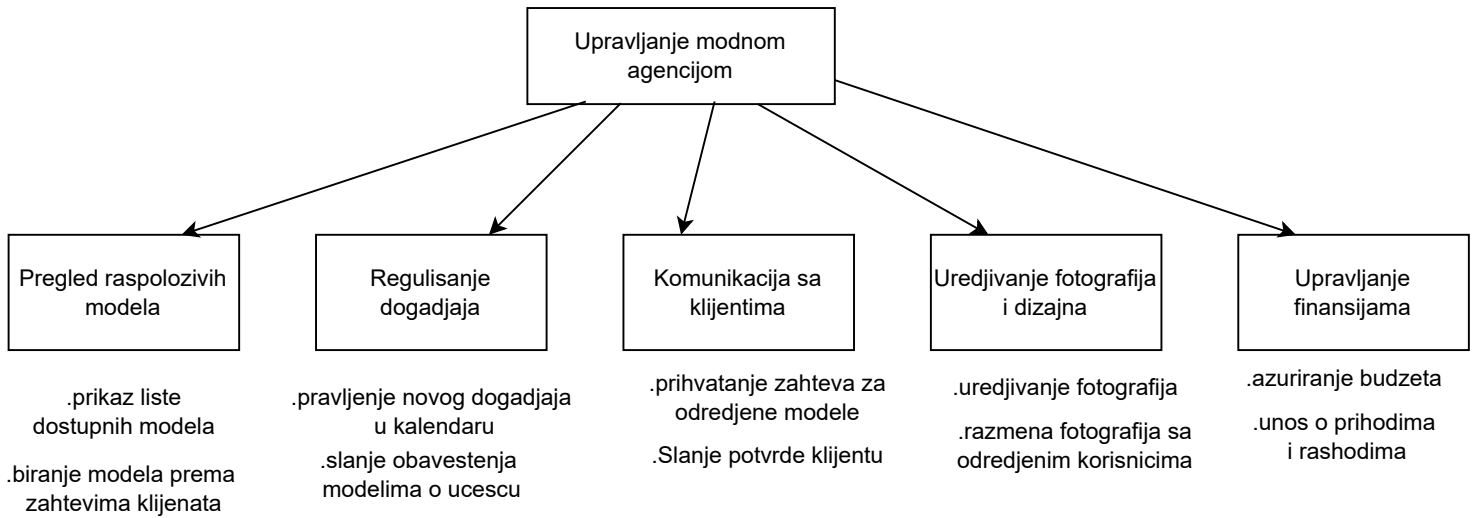 Upravljanje modnom
agencijom
Pregled raspolozivih
modela
Regulisanje
dogadjaja
Komunikacija sa
klijentima
Uredjivanje fotografija
i dizajna
Upravljanje
finansijama
.prikaz liste
dostupnih modela
.biranje modela prema
zahtevima klijenata
.pravljenje novog dogadjaja
u kalendaru
.slanje obavestenja
modelima o ucescu
.prihvatanje zahteva za
odredjene modele
.Slanje potvrde klijentu
.uredjivanje fotografija
.razmena fotografija sa
odredjenim korisnicima
.azuriranje budzeta
.unos o prihodima
i rashodima